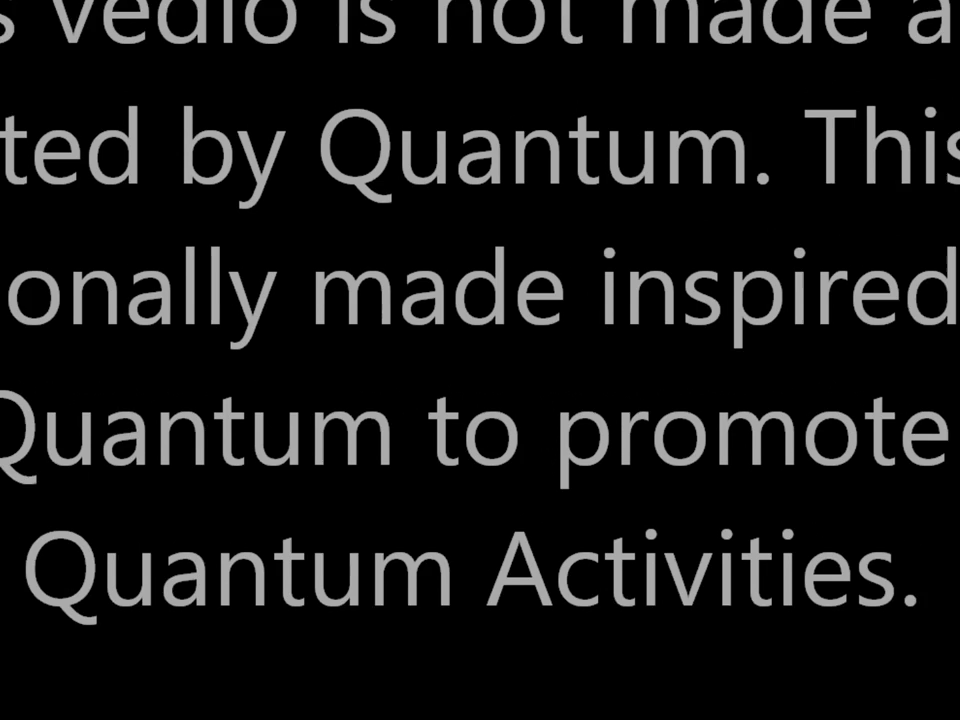 s vedio is not made a
ted by Quantum. This
onally made inspired
Quantum to promote
Quantum Activities.